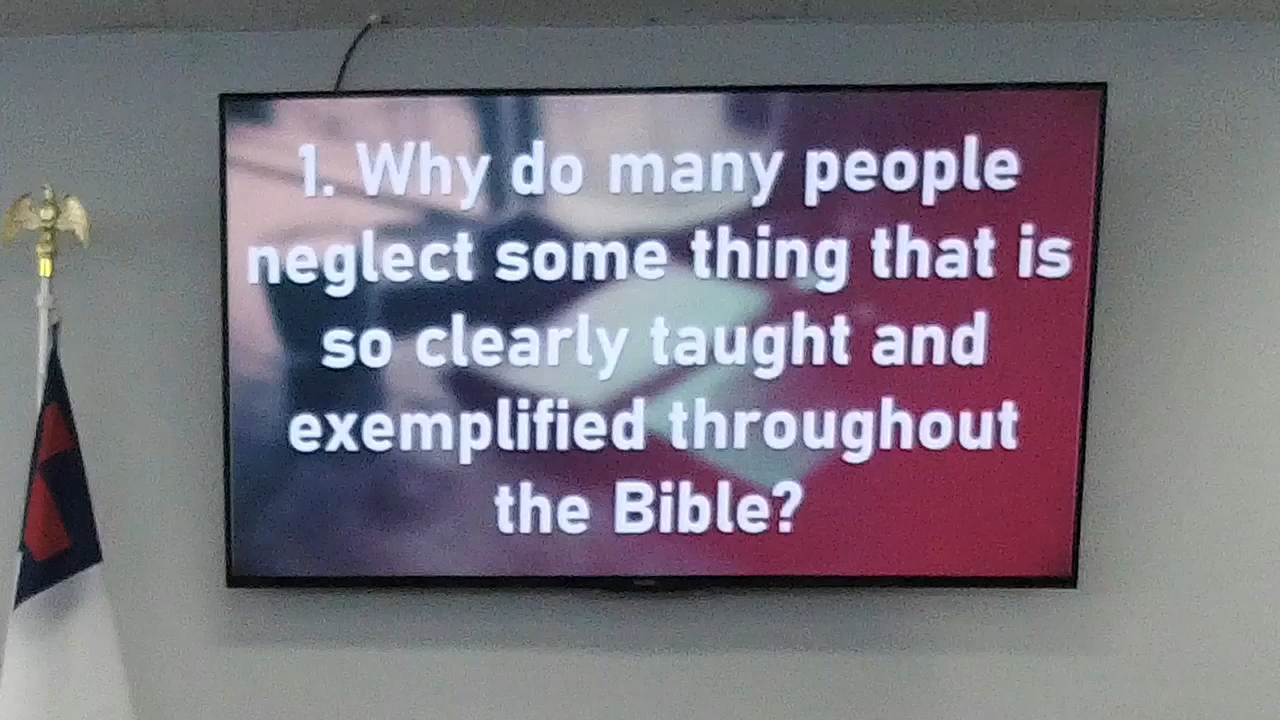 1. Why do many people
neglect some thing that is
so clearly taught and
exemplified throughout
the Bible?